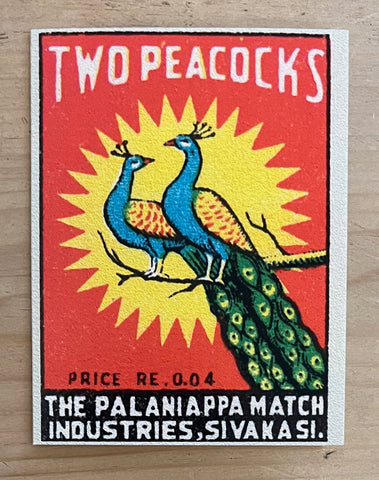 TWO PEACOCKS
PRICE RE. 0.04
THE PALANIAPPA MATCH
INDUSTRIES, SIVAKASI.